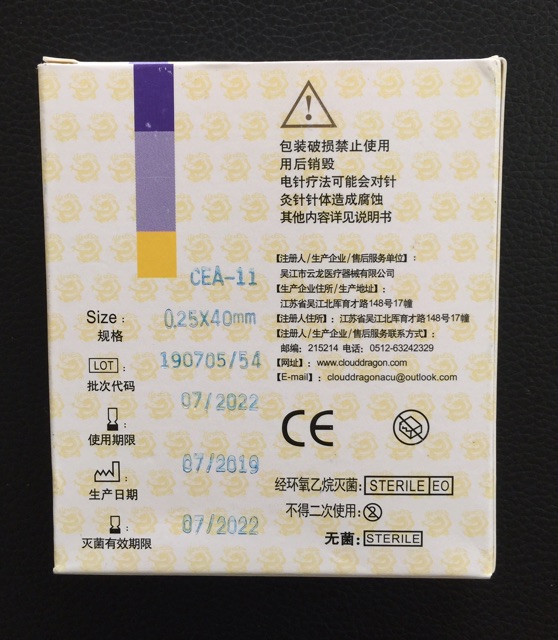 包装破损禁止使用
用后销毁
电针疗法可能会对针
灸针针体造成腐蚀
其他内容详见说明书
CEA-11
Size :
0.25X40mm
规格
LOT :
190705/54
批次代码
07/2022
:
使用期限
07/2019
:
生产日期
07/2022
:
灭菌有效期限
【注册人/生产企业/售后服务单位】:
吴江市云龙医疗器械有限公司
【生产企业住所/生产地址】:
江苏省吴江北厍育才路148号17幢
【注册人住所】: 江苏省吴江北厍育才路148号17幢
【注册人/生产企业/售后服务联系方式】:
邮编: 215214 电话: 0512-63242329
【网址】: www.clouddragon.com
【E-mail】: clouddragonacu@outlook.com
CE
经环氧乙烷灭菌: STERILE EO
不得二次使用: 2
无菌: STERILE